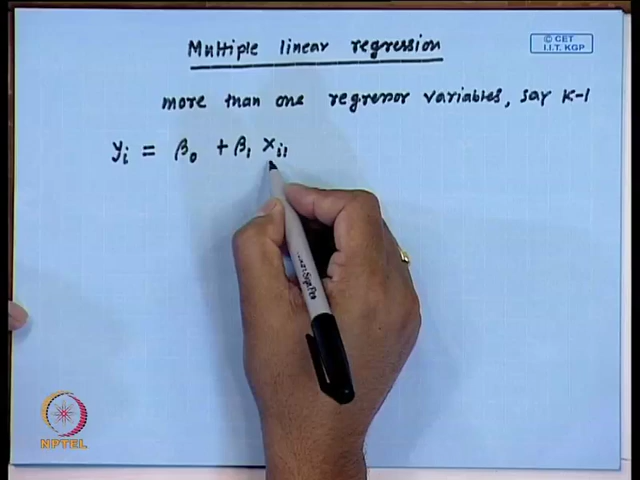 © CET
I.I.T. KGP
Multiple linear regression
more than one regressor variables, say K-1
yᵢ = β₀ + β₁ xᵢ₁
NPTEL